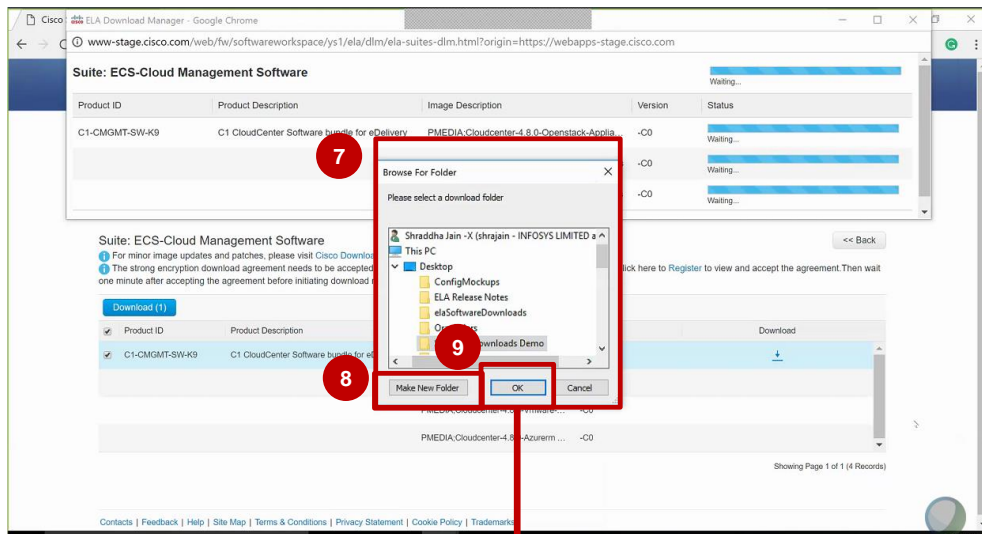 Cisco
ELA Download Manager - Google Chrome
www-stage.cisco.com/web/fw/softwareworkspace/ys1/ela/dlm/ela-suites-dlm.html?origin=https://webapps-stage.cisco.com
Suite: ECS-Cloud Management Software
Waiting...
Product ID Product Description Image Description Version Status
C1-CMGMT-SW-K9 C1 CloudCenter Software bundle for eDelivery PMEDIA;Cloudcenter-4.8.0-Openstack-Applia... -C0
Waiting...
7
-C0
Waiting...
-C0
Waiting...
Browse For Folder
Please select a download folder
Shraddha Jain -X (shrajain - INFOSYS LIMITED a
This PC
Desktop
ConfigMockups
ELA Release Notes
elaSoftwareDownloads
wnloads Demo
9
8
Make New Folder OK Cancel
Suite: ECS-Cloud Management Software
<< Back
For minor image updates and patches, please visit Cisco
The strong encryption download agreement needs to be accepted lick here to Register to view and accept the agreement.Then wait
one minute after accepting the agreement before initiating download
Download (1)
Product ID Product Description Download
C1-CMGMT-SW-K9 C1 CloudCenter Software bundle for
-C0
PMEDIA;Cloudcenter-4.8.0-Azurerm ... -C0
Showing Page 1 of 1 (4 Records)
Contacts | Feedback | Help | Site Map | Terms & Conditions | Privacy Statement | Cookie Policy | Trademarks